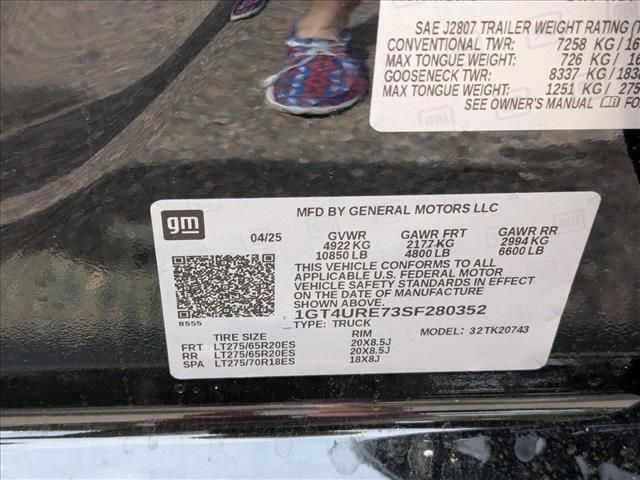 SAE J2807 TRAILER WEIGHT RATING
CONVENTIONAL TWR: 7258 KG
MAX TONGUE WEIGHT: 726 KG
GOOSENECK TWR: 8337 KG
MAX TONGUE WEIGHT: 1251 KG
SEE OWNER'S MANUAL
gm
MFD BY GENERAL MOTORS LLC
04/25 GVWR GAWR FRT GAWR RR
4922 KG 2177 KG 2994 KG
10850 LB 4800 LB 6600 LB
THIS VEHICLE CONFORMS TO ALL
APPLICABLE U.S. FEDERAL MOTOR
VEHICLE SAFETY STANDARDS IN EFFECT
ON THE DATE OF MANUFACTURE
SHOWN ABOVE
1GT4URE73SF280352
8555 TYPE: TRUCK
MODEL: 32TK20743
TIRE SIZE RIM
FRT LT275/65R20ES 20X8.5J
RR LT275/65R20ES 20X8.5J
SPA LT275/70R18ES 18X8J